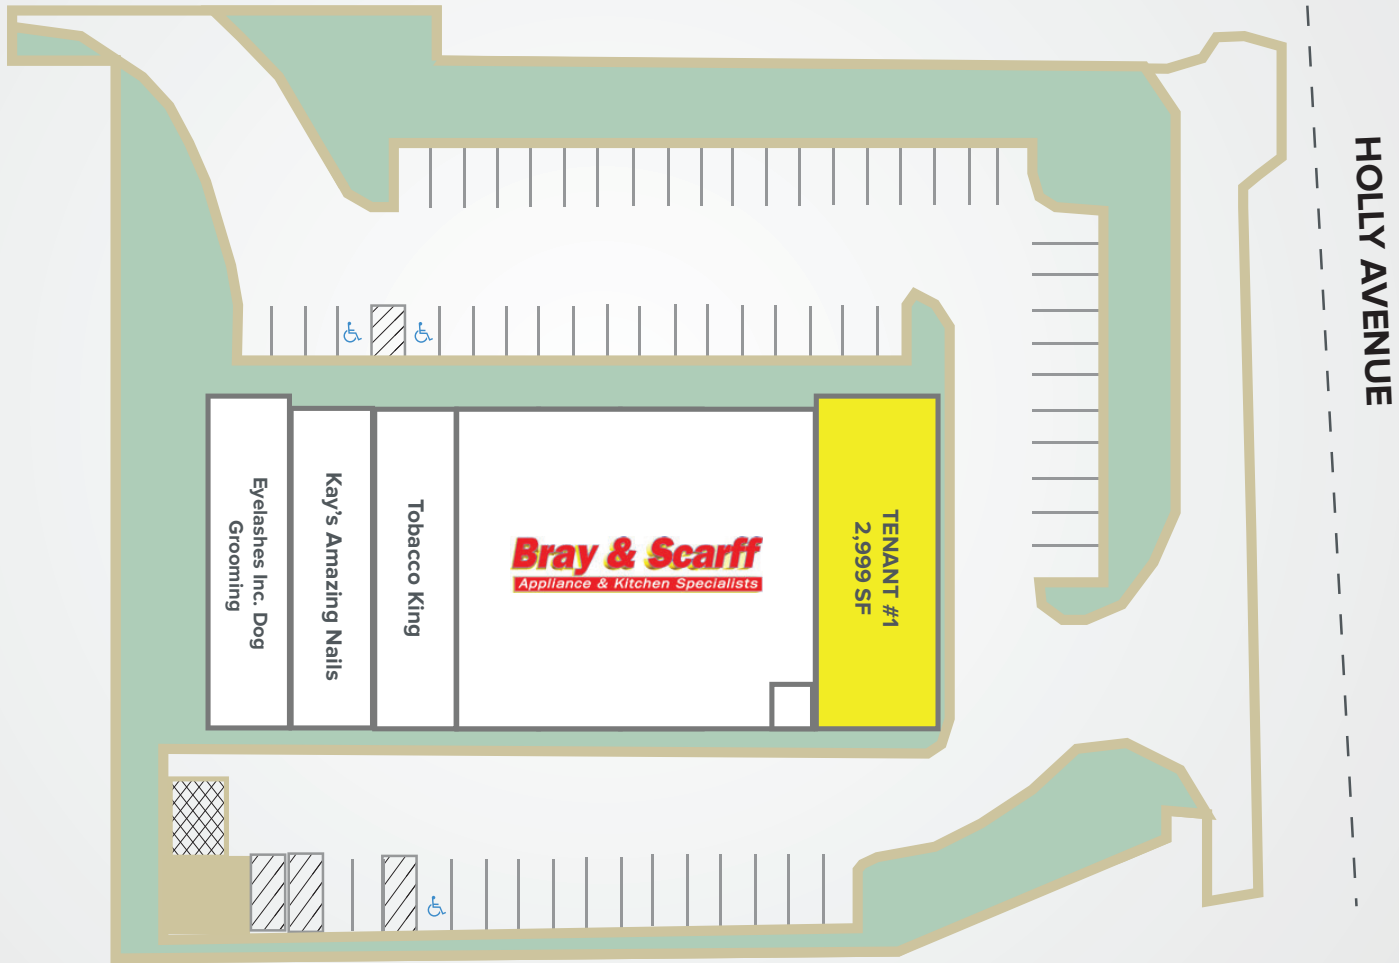 HOLLY AVENUE
Eyelashes Inc. Dog
Grooming
Kay's Amazing Nails
Tobacco King
Bray & Scarff
Appliance & Kitchen Specialists
TENANT #1
2,999 SF